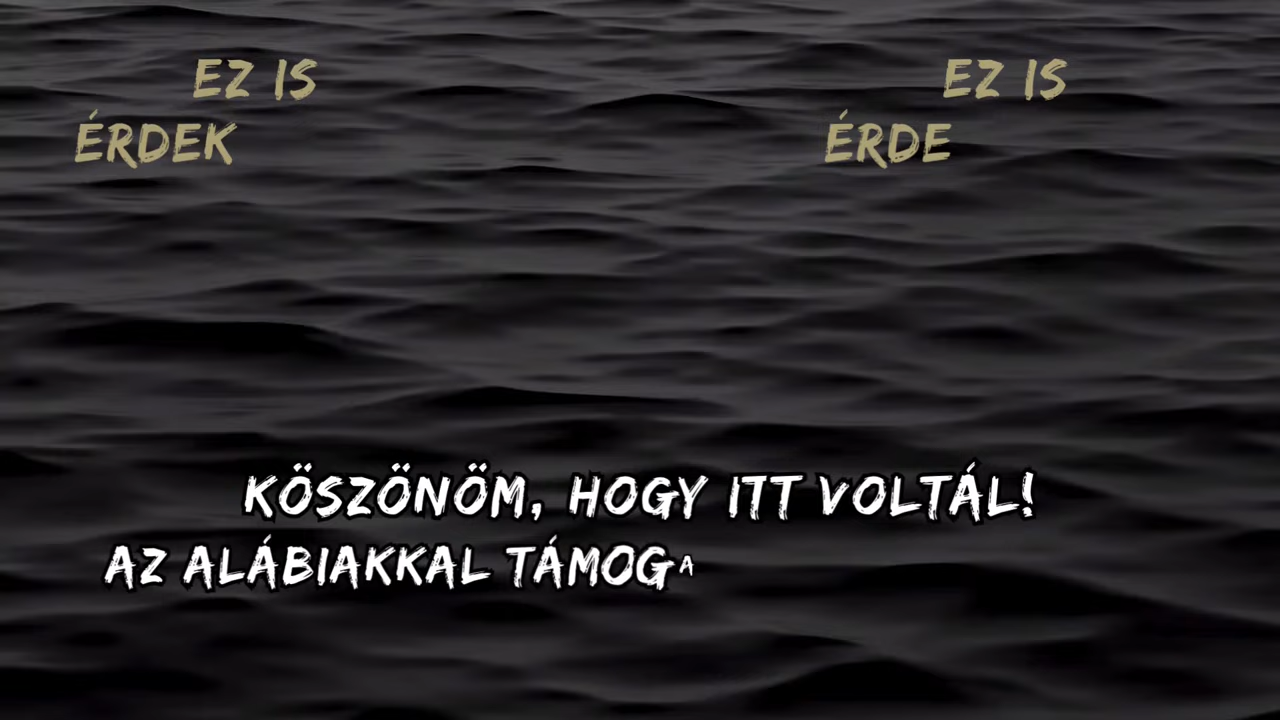 EZ IS
ÉRDEK
EZ IS
ÉRDE
KÖSZÖNÖM, HOGY ITT VOLTÁL!
AZ ALÁBIAKKAL TÁMOGA